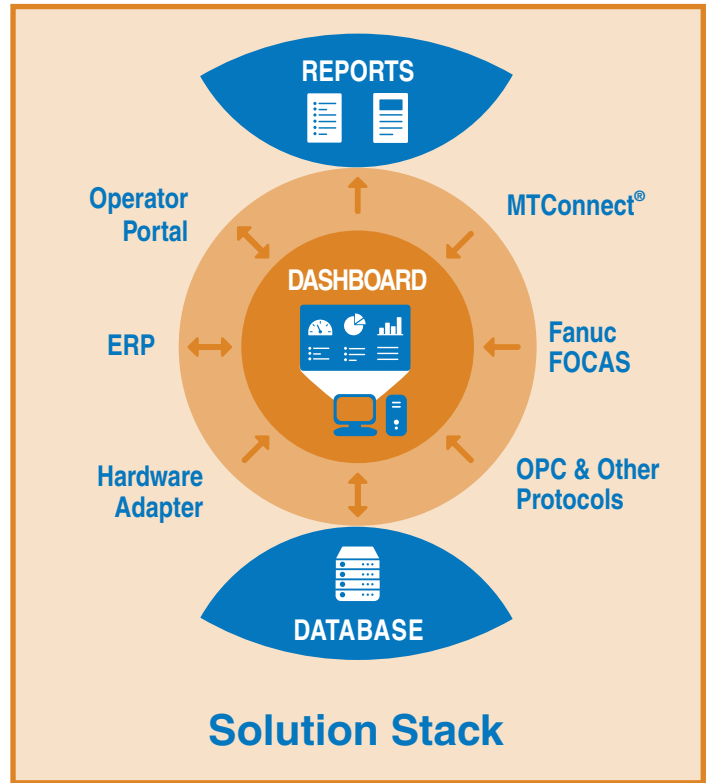 REPORTS
Operator
Portal
MTConnect®
DASHBOARD
ERP
Fanuc
FOCAS
Hardware
Adapter
OPC & Other
Protocols
DATABASE
Solution Stack